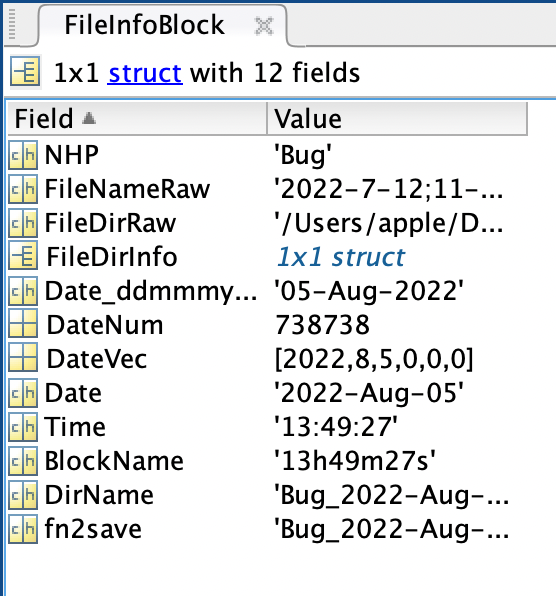 FileInfoBlock
1x1 struct with 12 fields
Field Value
NHP 'Bug'
FileNameRaw '2022-7-12;11-...
FileDirRaw '/Users/apple/D...
FileDirInfo 1x1 struct
Date_ddmmmy... '05-Aug-2022'
DateNum 738738
DateVec [2022,8,5,0,0,0]
Date '2022-Aug-05'
Time '13:49:27'
BlockName '13h49m27s'
DirName 'Bug_2022-Aug-...
fn2save 'Bug_2022-Aug-...